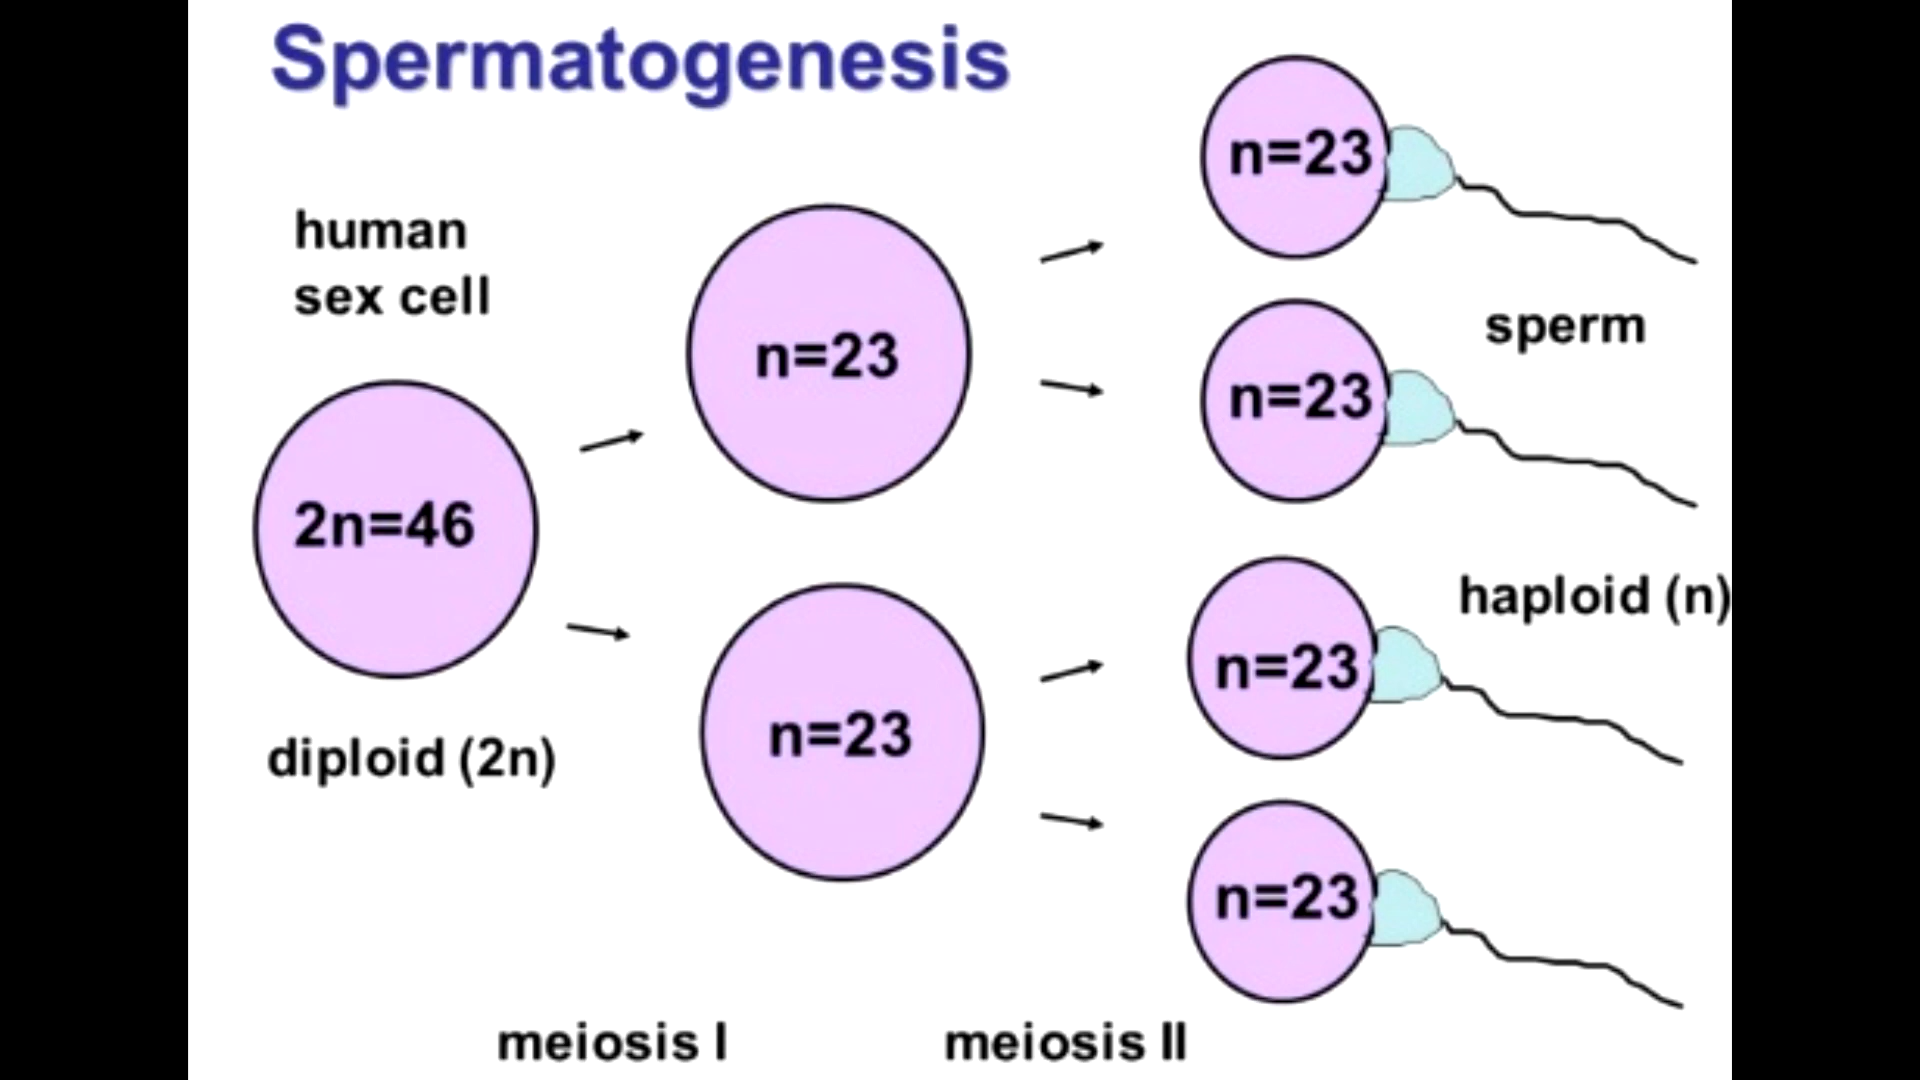 Spermatogenesis
human
sex cell
2n=46
diploid (2n)
n=23
n=23
n=23
n=23
sperm
haploid (n)
n=23
n=23
meiosis I
meiosis II